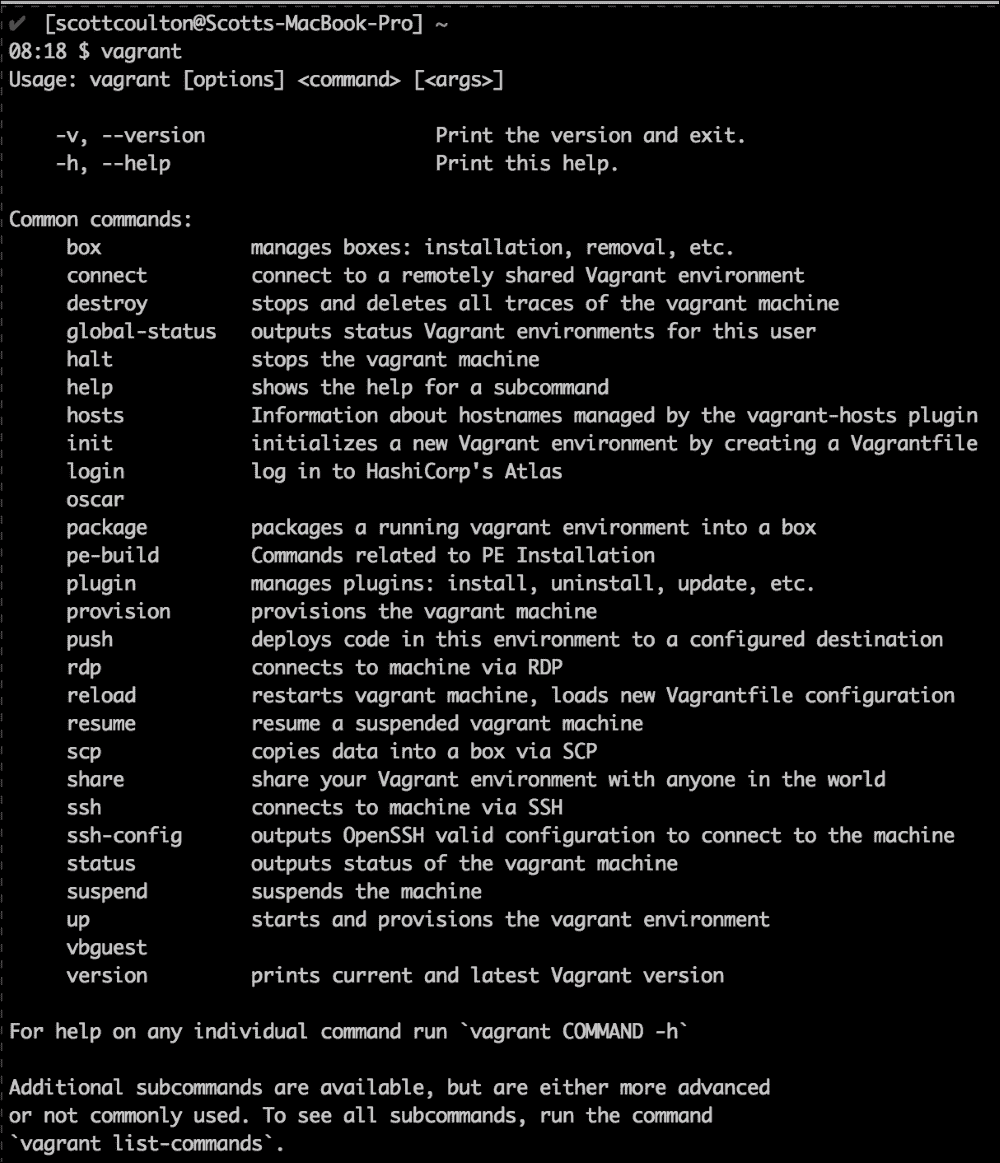 ✔ [scottcoulton@Scotts-MacBook-Pro] ~
08:18 $ vagrant
Usage: vagrant [options] <command> [<args>]

    -v, --version                    Print the version and exit.
    -h, --help                       Print this help.

Common commands:
     box             manages boxes: installation, removal, etc.
     connect         connect to a remotely shared Vagrant environment
     destroy         stops and deletes all traces of the vagrant machine
     global-status   outputs status Vagrant environments for this user
     halt            stops the vagrant machine
     help            shows the help for a subcommand
     hosts           Information about hostnames managed by the vagrant-hosts plugin
     init            initializes a new Vagrant environment by creating a Vagrantfile
     login           log in to HashiCorp's Atlas
     oscar
     package         packages a running vagrant environment into a box
     pe-build        Commands related to PE Installation
     plugin          manages plugins: install, uninstall, update, etc.
     provision       provisions the vagrant machine
     push            deploys code in this environment to a configured destination
     rdp             connects to machine via RDP
     reload          restarts vagrant machine, loads new Vagrantfile configuration
     resume          resume a suspended vagrant machine
     scp             copies data into a box via SCP
     share           share your Vagrant environment with anyone in the world
     ssh             connects to machine via SSH
     ssh-config      outputs OpenSSH valid configuration to connect to the machine
     status          outputs status of the vagrant machine
     suspend         suspends the machine
     up              starts and provisions the vagrant environment
     vbguest
     version         prints current and latest Vagrant version

For help on any individual command run `vagrant COMMAND -h`

Additional subcommands are available, but are either more advanced
or not commonly used. To see all subcommands, run the command
`vagrant list-commands`.